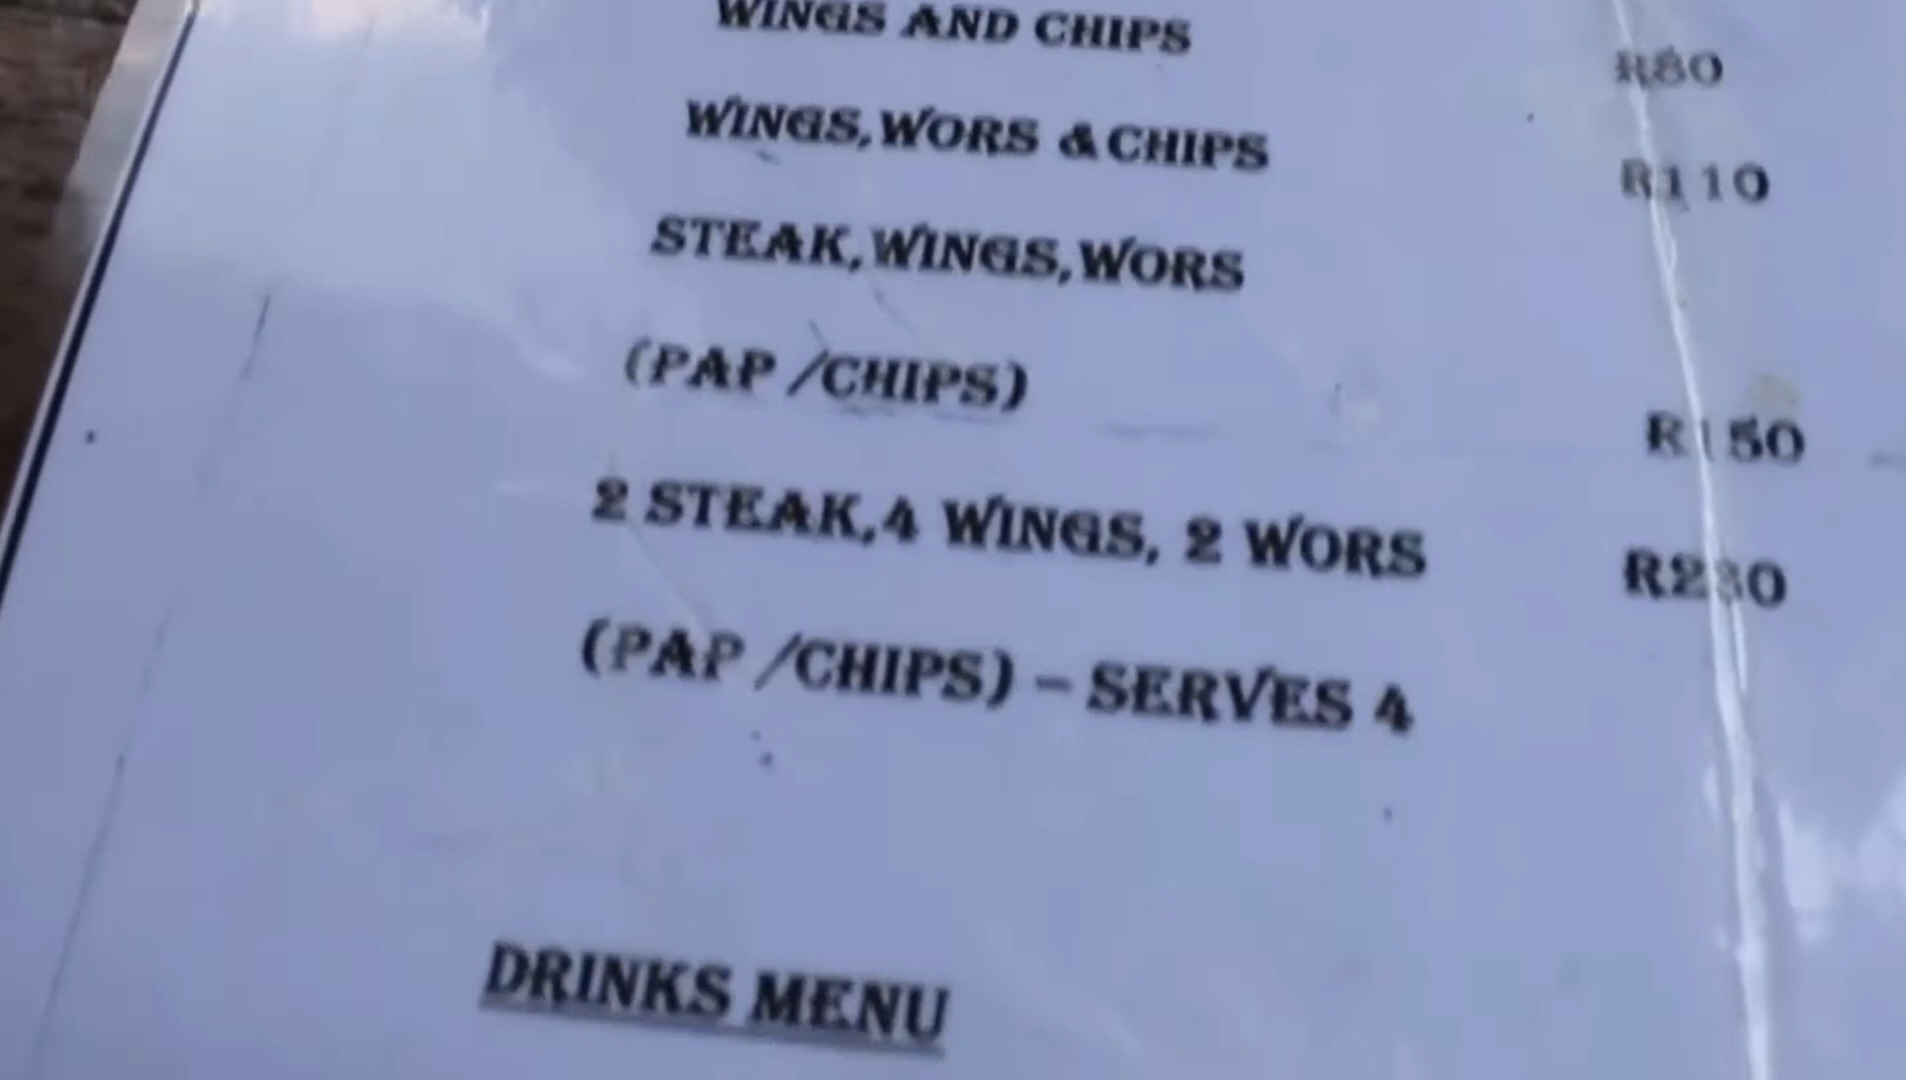 WINGS AND CHIPS R80
WINGS,WORS & CHIPS R110
STEAK,WINGS,WORS
(PAP /CHIPS) R150
2 STEAK,4 WINGS, 2 WORS
(PAP /CHIPS) – SERVES 4
DRINKS MENU